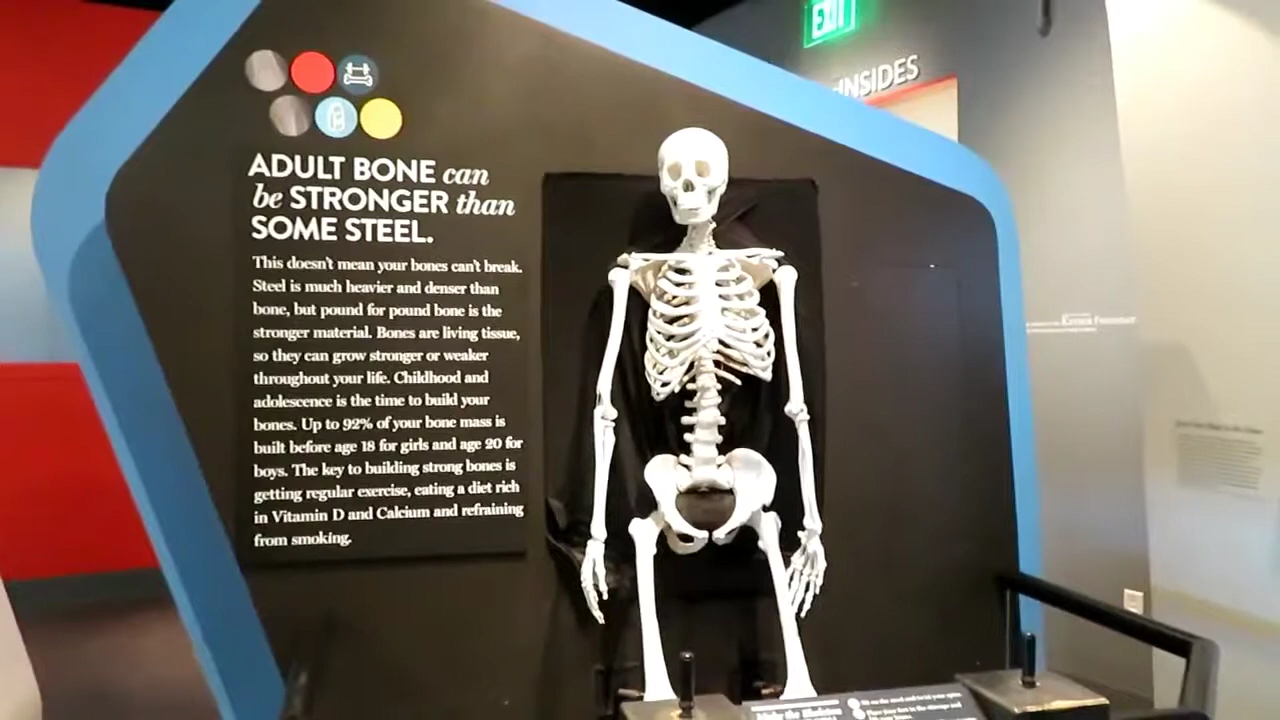 EXIT
INSIDES
ADULT BONE can
be STRONGER than
SOME STEEL.
This doesn't mean your bones can't break.
Steel is much heavier and denser than
bone, but pound for pound bone is the
stronger material. Bones are living tissue,
so they can grow stronger or weaker
throughout your life. Childhood and
adolescence is the time to build your
bones. Up to 92% of your bone mass is
built before age 18 for girls and age 20 for
boys. The key to building strong bones is
getting regular exercise, eating a diet rich
in Vitamin D and Calcium and refraining
from smoking.
Make the Skeleton